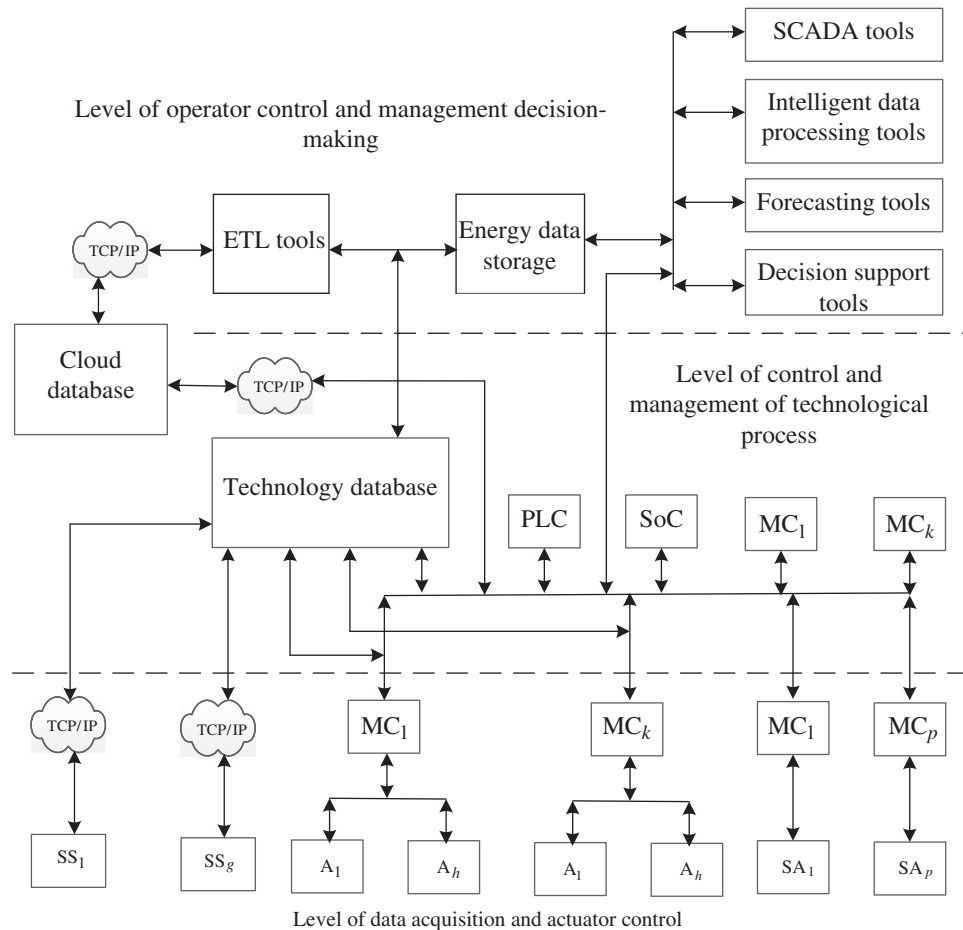 SCADA tools
Level of operator control and management decision-
making
Intelligent data
processing tools
Forecasting tools
TCP/IP
ETL tools
Energy data
storage
Decision support
tools
Cloud
database
TCP/IP
Level of control and
management of technological
process
Technology database
PLC
SoC
MC1
MCk
TCP/IP
TCP/IP
MC1
MCk
MC1
MCp
SS1
SSg
A1
Ah
A1
Ah
SA1
SAp
Level of data acquisition and actuator control